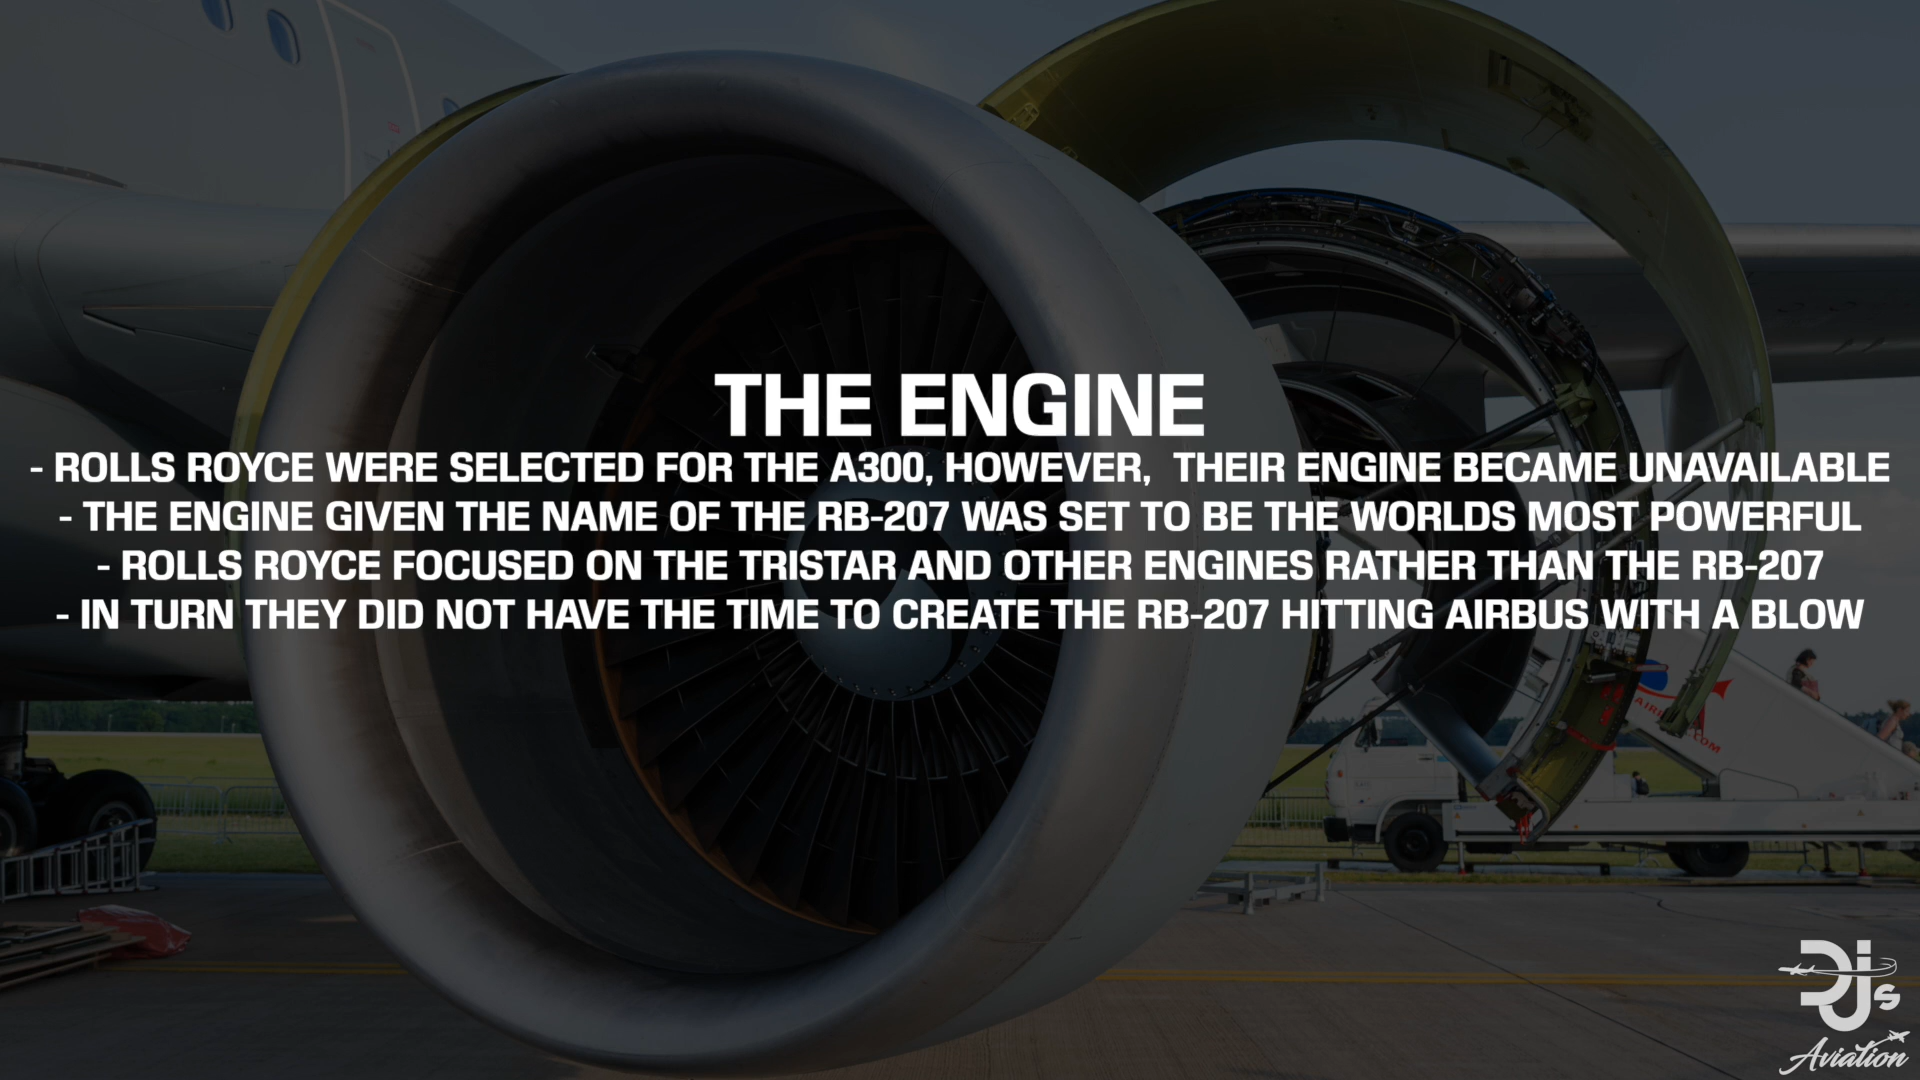 THE ENGINE
- ROLLS ROYCE WERE SELECTED FOR THE A300, HOWEVER, THEIR ENGINE BECAME UNAVAILABLE
- THE ENGINE GIVEN THE NAME OF THE RB-207 WAS SET TO BE THE WORLDS MOST POWERFUL
- ROLLS ROYCE FOCUSED ON THE TRISTAR AND OTHER ENGINES RATHER THAN THE RB-207
- IN TURN THEY DID NOT HAVE THE TIME TO CREATE THE RB-207 HITTING AIRBUS WITH A BLOW
DJs
Aviation